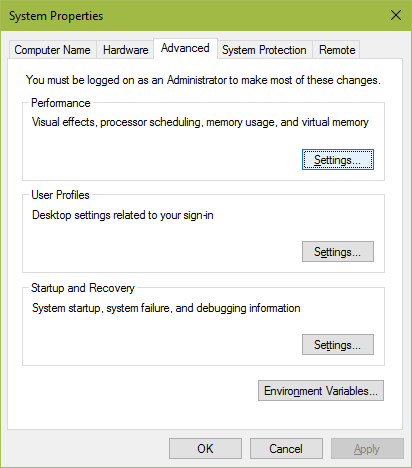 System Properties
Computer Name Hardware Advanced System Protection Remote
You must be logged on as an Administrator to make most of these changes.
Performance
Visual effects, processor scheduling, memory usage, and virtual memory
Settings...
User Profiles
Desktop settings related to your sign-in
Settings...
Startup and Recovery
System startup, system failure, and debugging information
Settings...
Environment Variables...
OK Cancel Apply